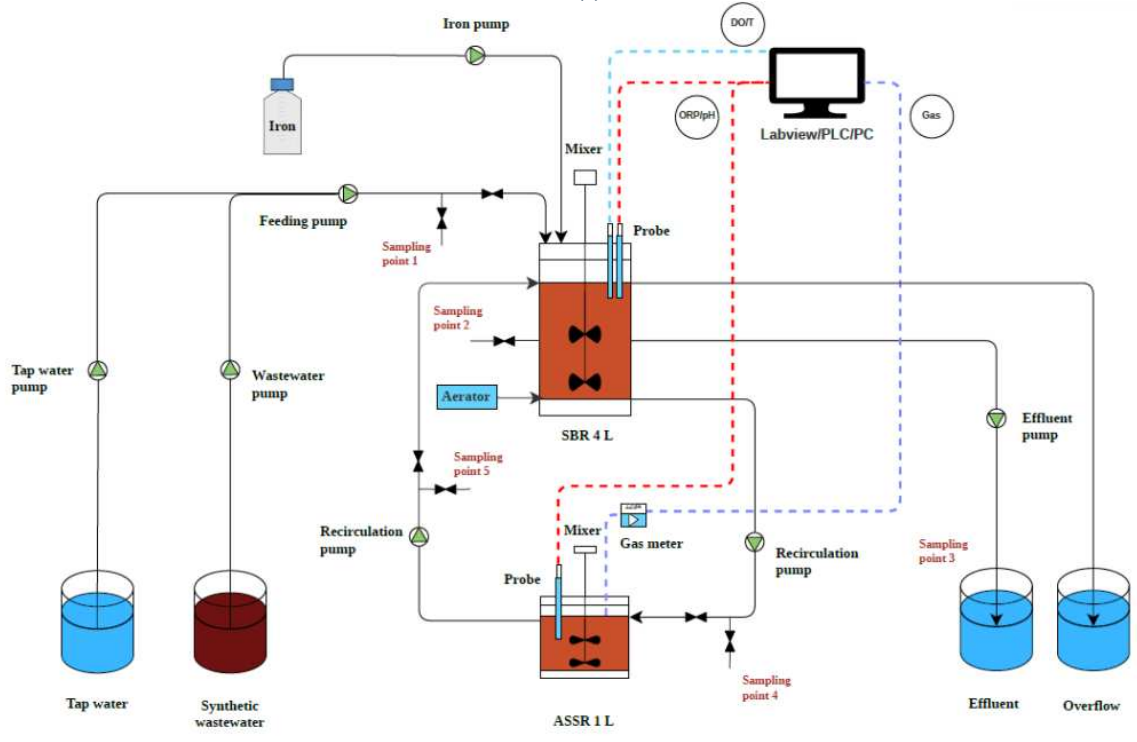 Iron pump
DO/T
ORP/pH
Gas
Labview/PLC/PC
Iron
Mixer
Feeding pump
Sampling
point 1
Probe
Sampling
point 2
Tap water
pump
Wastewater
pump
Aerator
SBR 4 L
Effluent
pump
Sampling
point 5
Recirculation
pump
Mixer
Gas meter
Recirculation
pump
Sampling
point 3
Probe
Sampling
point 4
Tap water
Synthetic
wastewater
ASSR 1 L
Effluent
Overflow